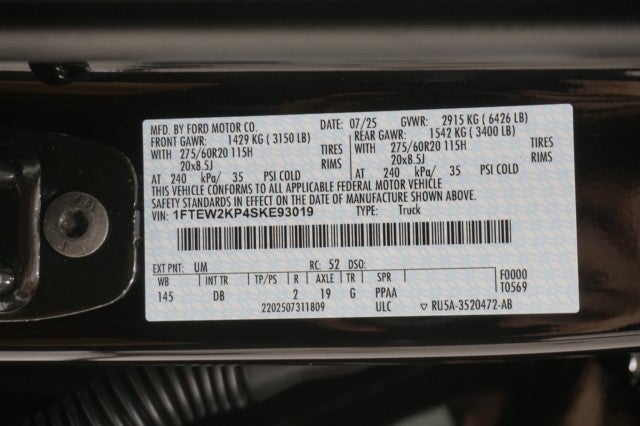 MFD. BY FORD MOTOR CO. DATE: 07/25 GVWR: 2915 KG ( 6426 LB)
FRONT GAWR: 1429 KG ( 3150 LB) REAR GAWR: 1542 KG ( 3400 LB)
WITH 275/60R20 115H TIRES WITH 275/60R20 115H TIRES
20x8.5J RIMS 20x8.5J RIMS
AT 240 kPa/ 35 PSI COLD AT 240 kPa/ 35 PSI COLD
THIS VEHICLE CONFORMS TO ALL APPLICABLE FEDERAL MOTOR VEHICLE
SAFETY STANDARDS IN EFFECT ON THE DATE OF MANUFACTURE SHOWN ABOVE.
VIN: 1FTEW2KP4SKE93019 TYPE: Truck
EXT PNT: UM RC: 52 DSO: F0000
WB INT TR TP/PS R AXLE TR SPR T0569
145 DB 2 19 G PPAA
2202507311809 ULC ▽ RU5A-3520472-AB